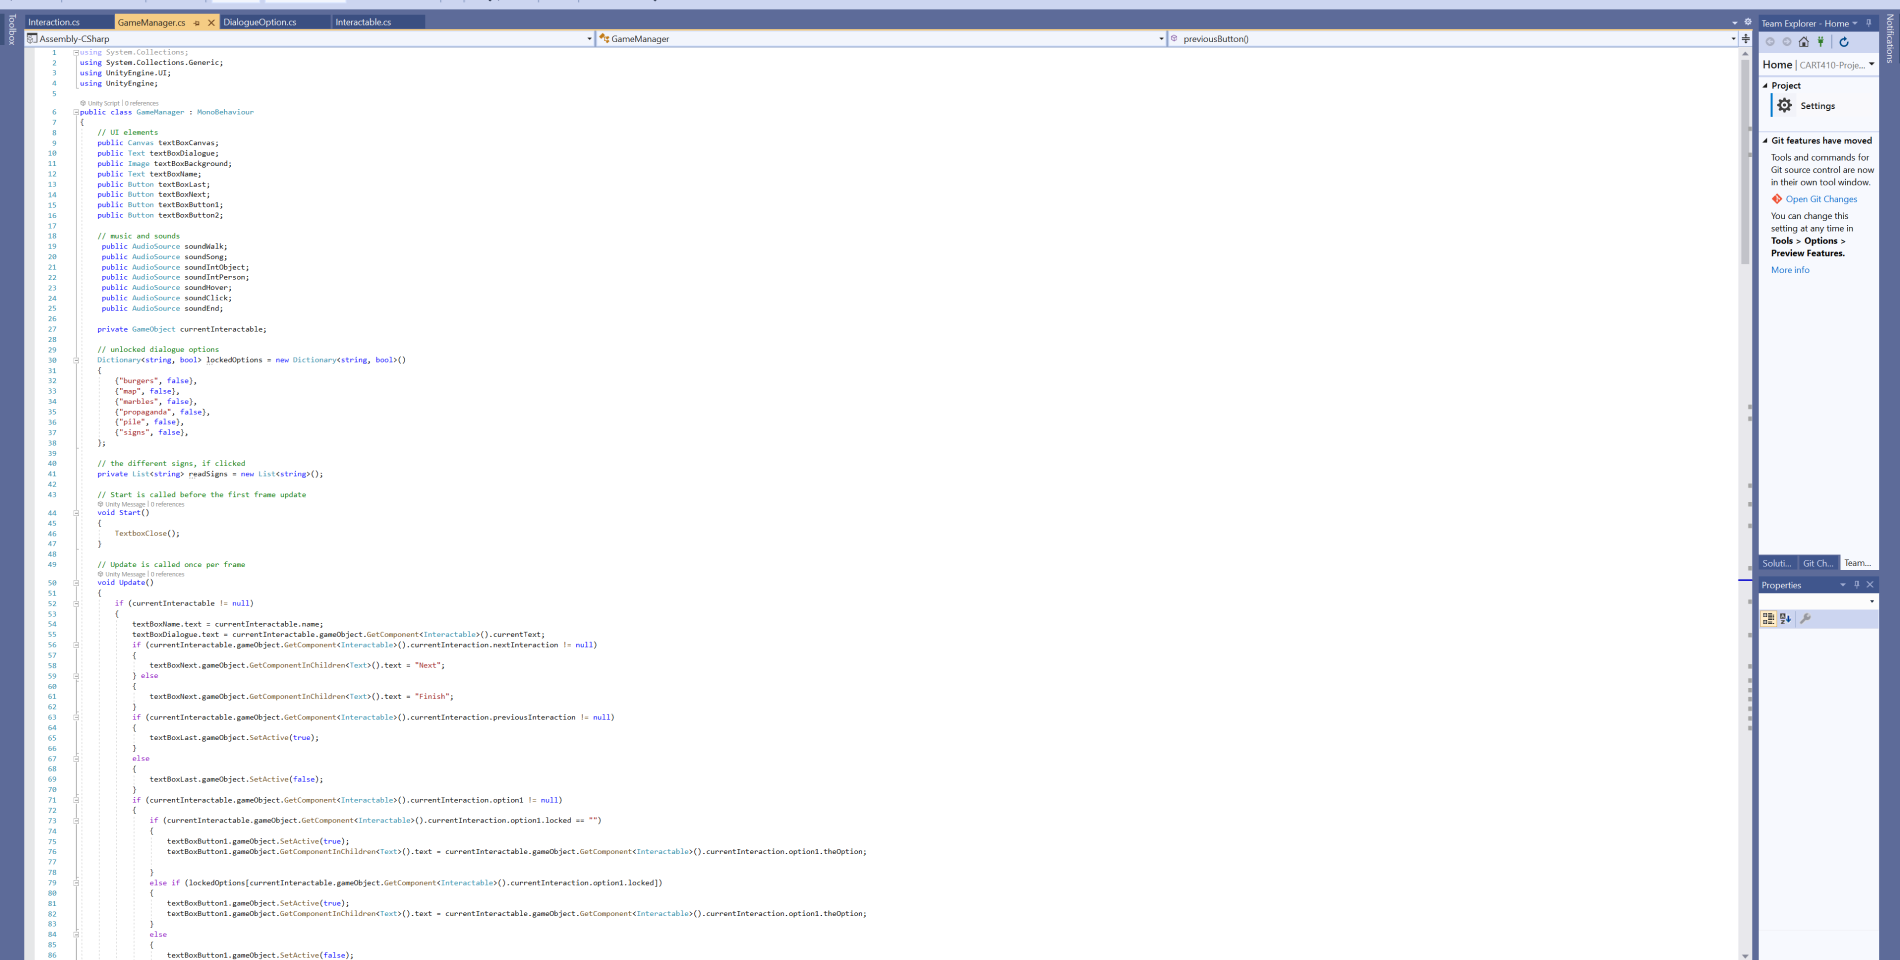 Interaction.cs
GameManager.cs
DialogueOption.cs
Interactable.cs
Toolbox
Assembly-CSharp
GameManager
previousButton()
1 using System.Collections;
2 using System.Collections.Generic;
3 using UnityEngine.UI;
4 using UnityEngine;
5
Unity Script | 0 references
6 public class GameManager : MonoBehaviour
7 {
8 // UI elements
9 public Canvas textBoxCanvas;
10 public Text textBoxDialogue;
11 public Image textBoxBackground;
12 public Text textBoxName;
13 public Button textBoxLast;
14 public Button textBoxNext;
15 public Button textBoxButton1;
16 public Button textBoxButton2;
17
18 // music and sounds
19 public AudioSource soundWalk;
20 public AudioSource soundSong;
21 public AudioSource soundIntObject;
22 public AudioSource soundIntPerson;
23 public AudioSource soundHover;
24 public AudioSource soundClick;
25 public AudioSource soundEnd;
26
27 private GameObject currentInteractable;
28
29 // unlocked dialogue options
30 Dictionary<string, bool> lockedOptions = new Dictionary<string, bool>()
31 {
32 {"burgers", false},
33 {"map", false},
34 {"marbles", false},
35 {"propaganda", false},
36 {"pile", false},
37 {"signs", false},
38 };
39
40 // the different signs, if clicked
41 private List<string> readSigns = new List<string>();
42
43 // Start is called before the first frame update
Unity Message | 0 references
44 void Start()
45 {
46 TextboxClose();
47 }
48
49 // Update is called once per frame
Unity Message | 0 references
50 void Update()
51 {
52 if (currentInteractable != null)
53 {
54 textBoxName.text = currentInteractable.name;
55 textBoxDialogue.text = currentInteractable.gameObject.GetComponent<Interactable>().currentText;
56 if (currentInteractable.gameObject.GetComponent<Interactable>().currentInteraction.nextInteraction != null)
57 {
58 textBoxNext.gameObject.GetComponentInChildren<Text>().text = "Next";
59 } else
60 {
61 textBoxNext.gameObject.GetComponentInChildren<Text>().text = "Finish";
62 }
63 if (currentInteractable.gameObject.GetComponent<Interactable>().currentInteraction.previousInteraction != null)
64 {
65 textBoxLast.gameObject.SetActive(true);
66 }
67 else
68 {
69 textBoxLast.gameObject.SetActive(false);
70 }
71 if (currentInteractable.gameObject.GetComponent<Interactable>().currentInteraction.option1 != null)
72 {
73 if (currentInteractable.gameObject.GetComponent<Interactable>().currentInteraction.option1.locked == "")
74 {
75 textBoxButton1.gameObject.SetActive(true);
76 textBoxButton1.gameObject.GetComponentInChildren<Text>().text = currentInteractable.gameObject.GetComponent<Interactable>().currentInteraction.option1.theOption;
77
78 }
79 else if (lockedOptions[currentInteractable.gameObject.GetComponent<Interactable>().currentInteraction.option1.locked])
80 {
81 textBoxButton1.gameObject.SetActive(true);
82 textBoxButton1.gameObject.GetComponentInChildren<Text>().text = currentInteractable.gameObject.GetComponent<Interactable>().currentInteraction.option1.theOption;
83 }
84 else
85 {
86 textBoxButton1.gameObject.SetActive(false);
Team Explorer - Home
Notifications
Home | CART410-Proje...
Project
Settings
Git features have moved
Tools and commands for
Git source control are now
in their own tool window.
Open Git Changes
You can change this
setting at any time in
Tools > Options >
Preview Features.
More info
Soluti...
Git Ch...
Team...
Properties